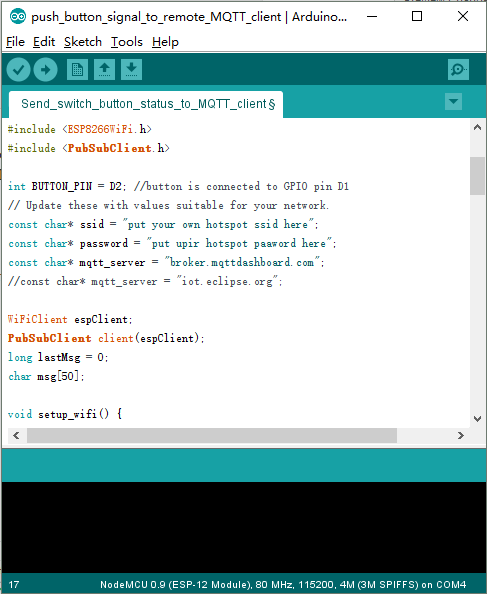 push_button_signal_to_remote_MQTT_client | Arduino...
File Edit Sketch Tools Help
Send_switch_button_status_to_MQTT_client §
#include <ESP8266WiFi.h>
#include <PubSubClient.h>
int BUTTON_PIN = D2; //button is connected to GPIO pin D1
// Update these with values suitable for your network.
const char* ssid = "put your own hotspot ssid here";
const char* password = "put upir hotspot paaword here";
const char* mqtt_server = "broker.mqttdashboard.com";
//const char* mqtt_server = "iot.eclipse.org";
WiFiClient espClient;
PubSubClient client(espClient);
long lastMsg = 0;
char msg[50];
void setup_wifi() {
17 NodeMCU 0.9 (ESP-12 Module), 80 MHz, 115200, 4M (3M SPIFFS) on COM4